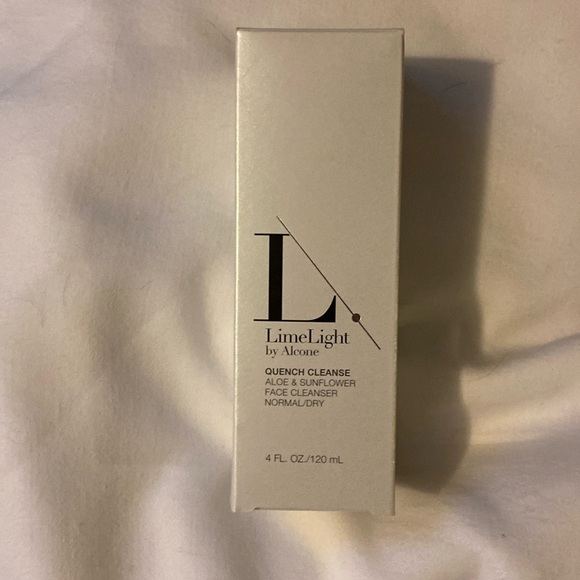 L
LimeLight
by Alcone
QUENCH CLEANSE
ALOE & SUNFLOWER
FACE CLEANSER
NORMAL/DRY
4 FL. OZ./120 mL